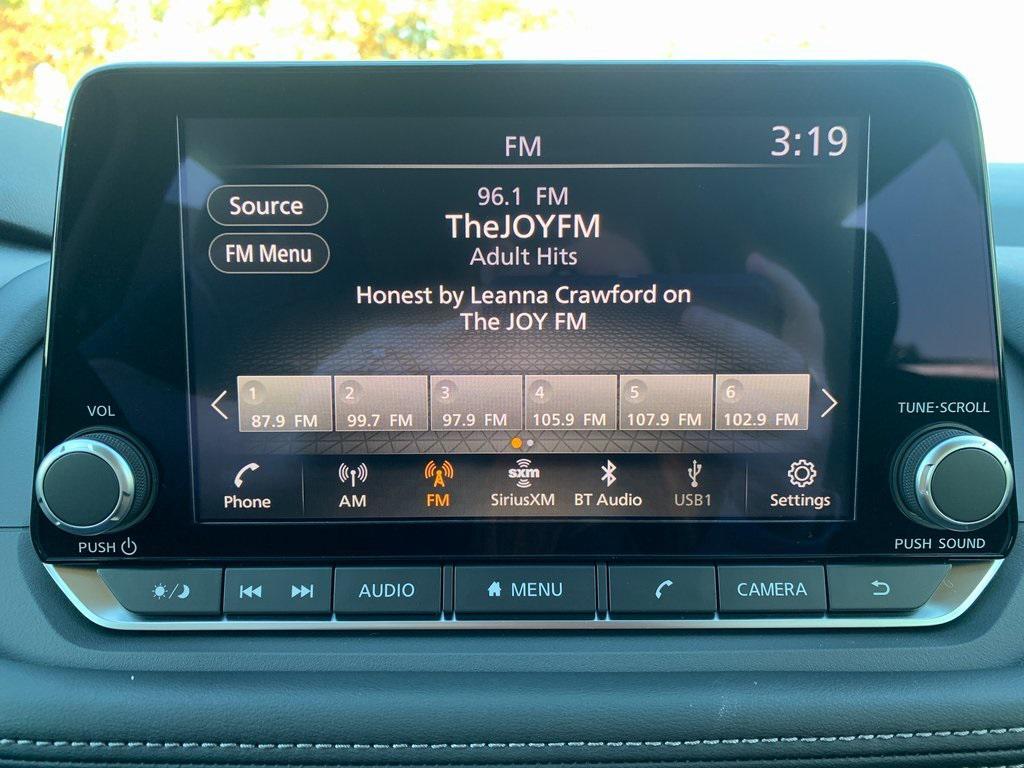 FM
3:19
Source
FM Menu
96.1 FM
TheJOYFM
Adult Hits
Honest by Leanna Crawford on
The JOY FM
1 2 3 4 5 6
87.9 FM 99.7 FM 97.9 FM 105.9 FM 107.9 FM 102.9 FM
VOL
TUNE·SCROLL
sxm
Phone AM FM SiriusXM BT Audio USB1 Settings
PUSH
PUSH SOUND
AUDIO MENU CAMERA